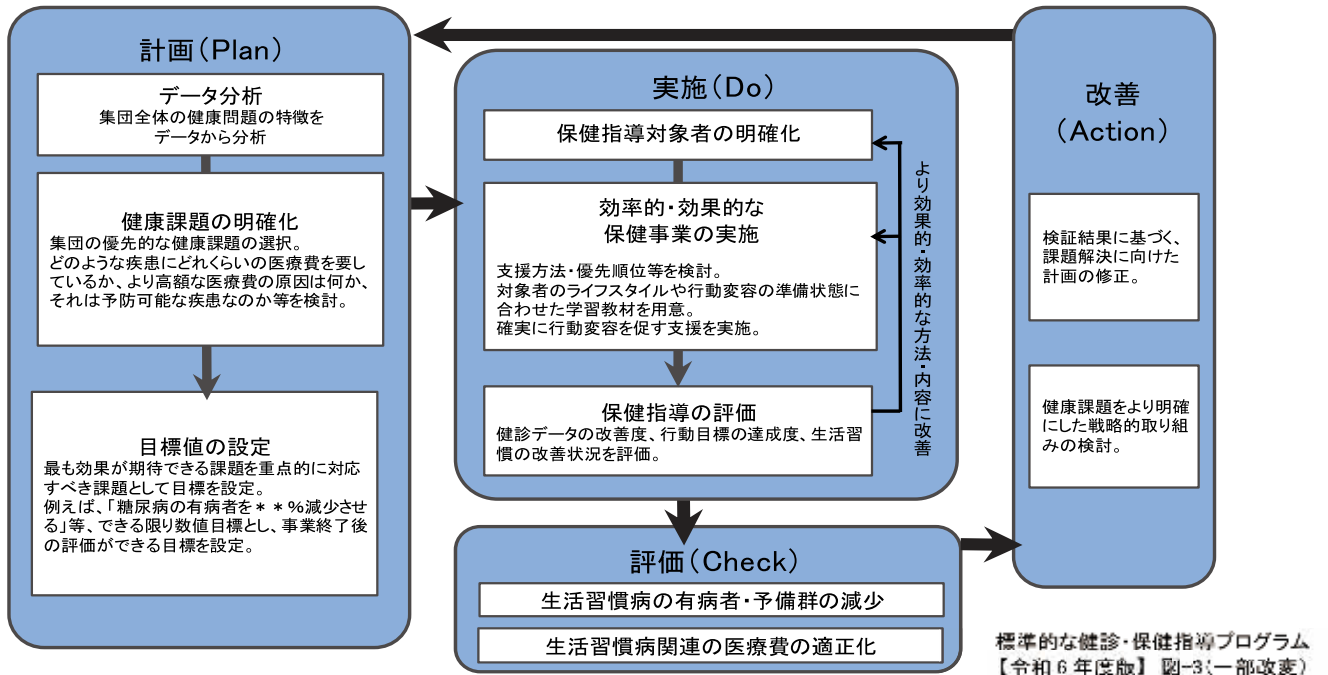 計画(Plan)
データ分析
集団全体の健康問題の特徴を
データから分析
健康課題の明確化
集団の優先的な健康課題の選択。
どのような疾患にどれくらいの医療費を要し
ているか、より高額な医療費の原因は何か、
それは予防可能な疾患なのか等を検討。
目標値の設定
最も効果が期待できる課題を重点的に対応
すべき課題として目標を設定。
例えば、「糖尿病の有病者を＊＊%減少させ
る」等、できる限り数値目標とし、事業終了後
の評価ができる目標を設定。
実施(Do)
保健指導対象者の明確化
効率的・効果的な
保健事業の実施
支援方法・優先順位等を検討。
対象者のライフスタイルや行動変容の準備状態に
合わせた学習教材を用意。
確実に行動変容を促す支援を実施。
保健指導の評価
健診データの改善度、行動目標の達成度、生活習
慣の改善状況を評価。
より効果的・効率的な方法・内容に改善
評価(Check)
生活習慣病の有病者・予備群の減少
生活習慣病関連の医療費の適正化
改善
(Action)
検証結果に基づく、
課題解決に向けた
計画の修正。
健康課題をより明確
にした戦略的取り組
みの検討。
標準的な健診・保健指導プログラム
【令和6年度版】 図-3(一部改変)